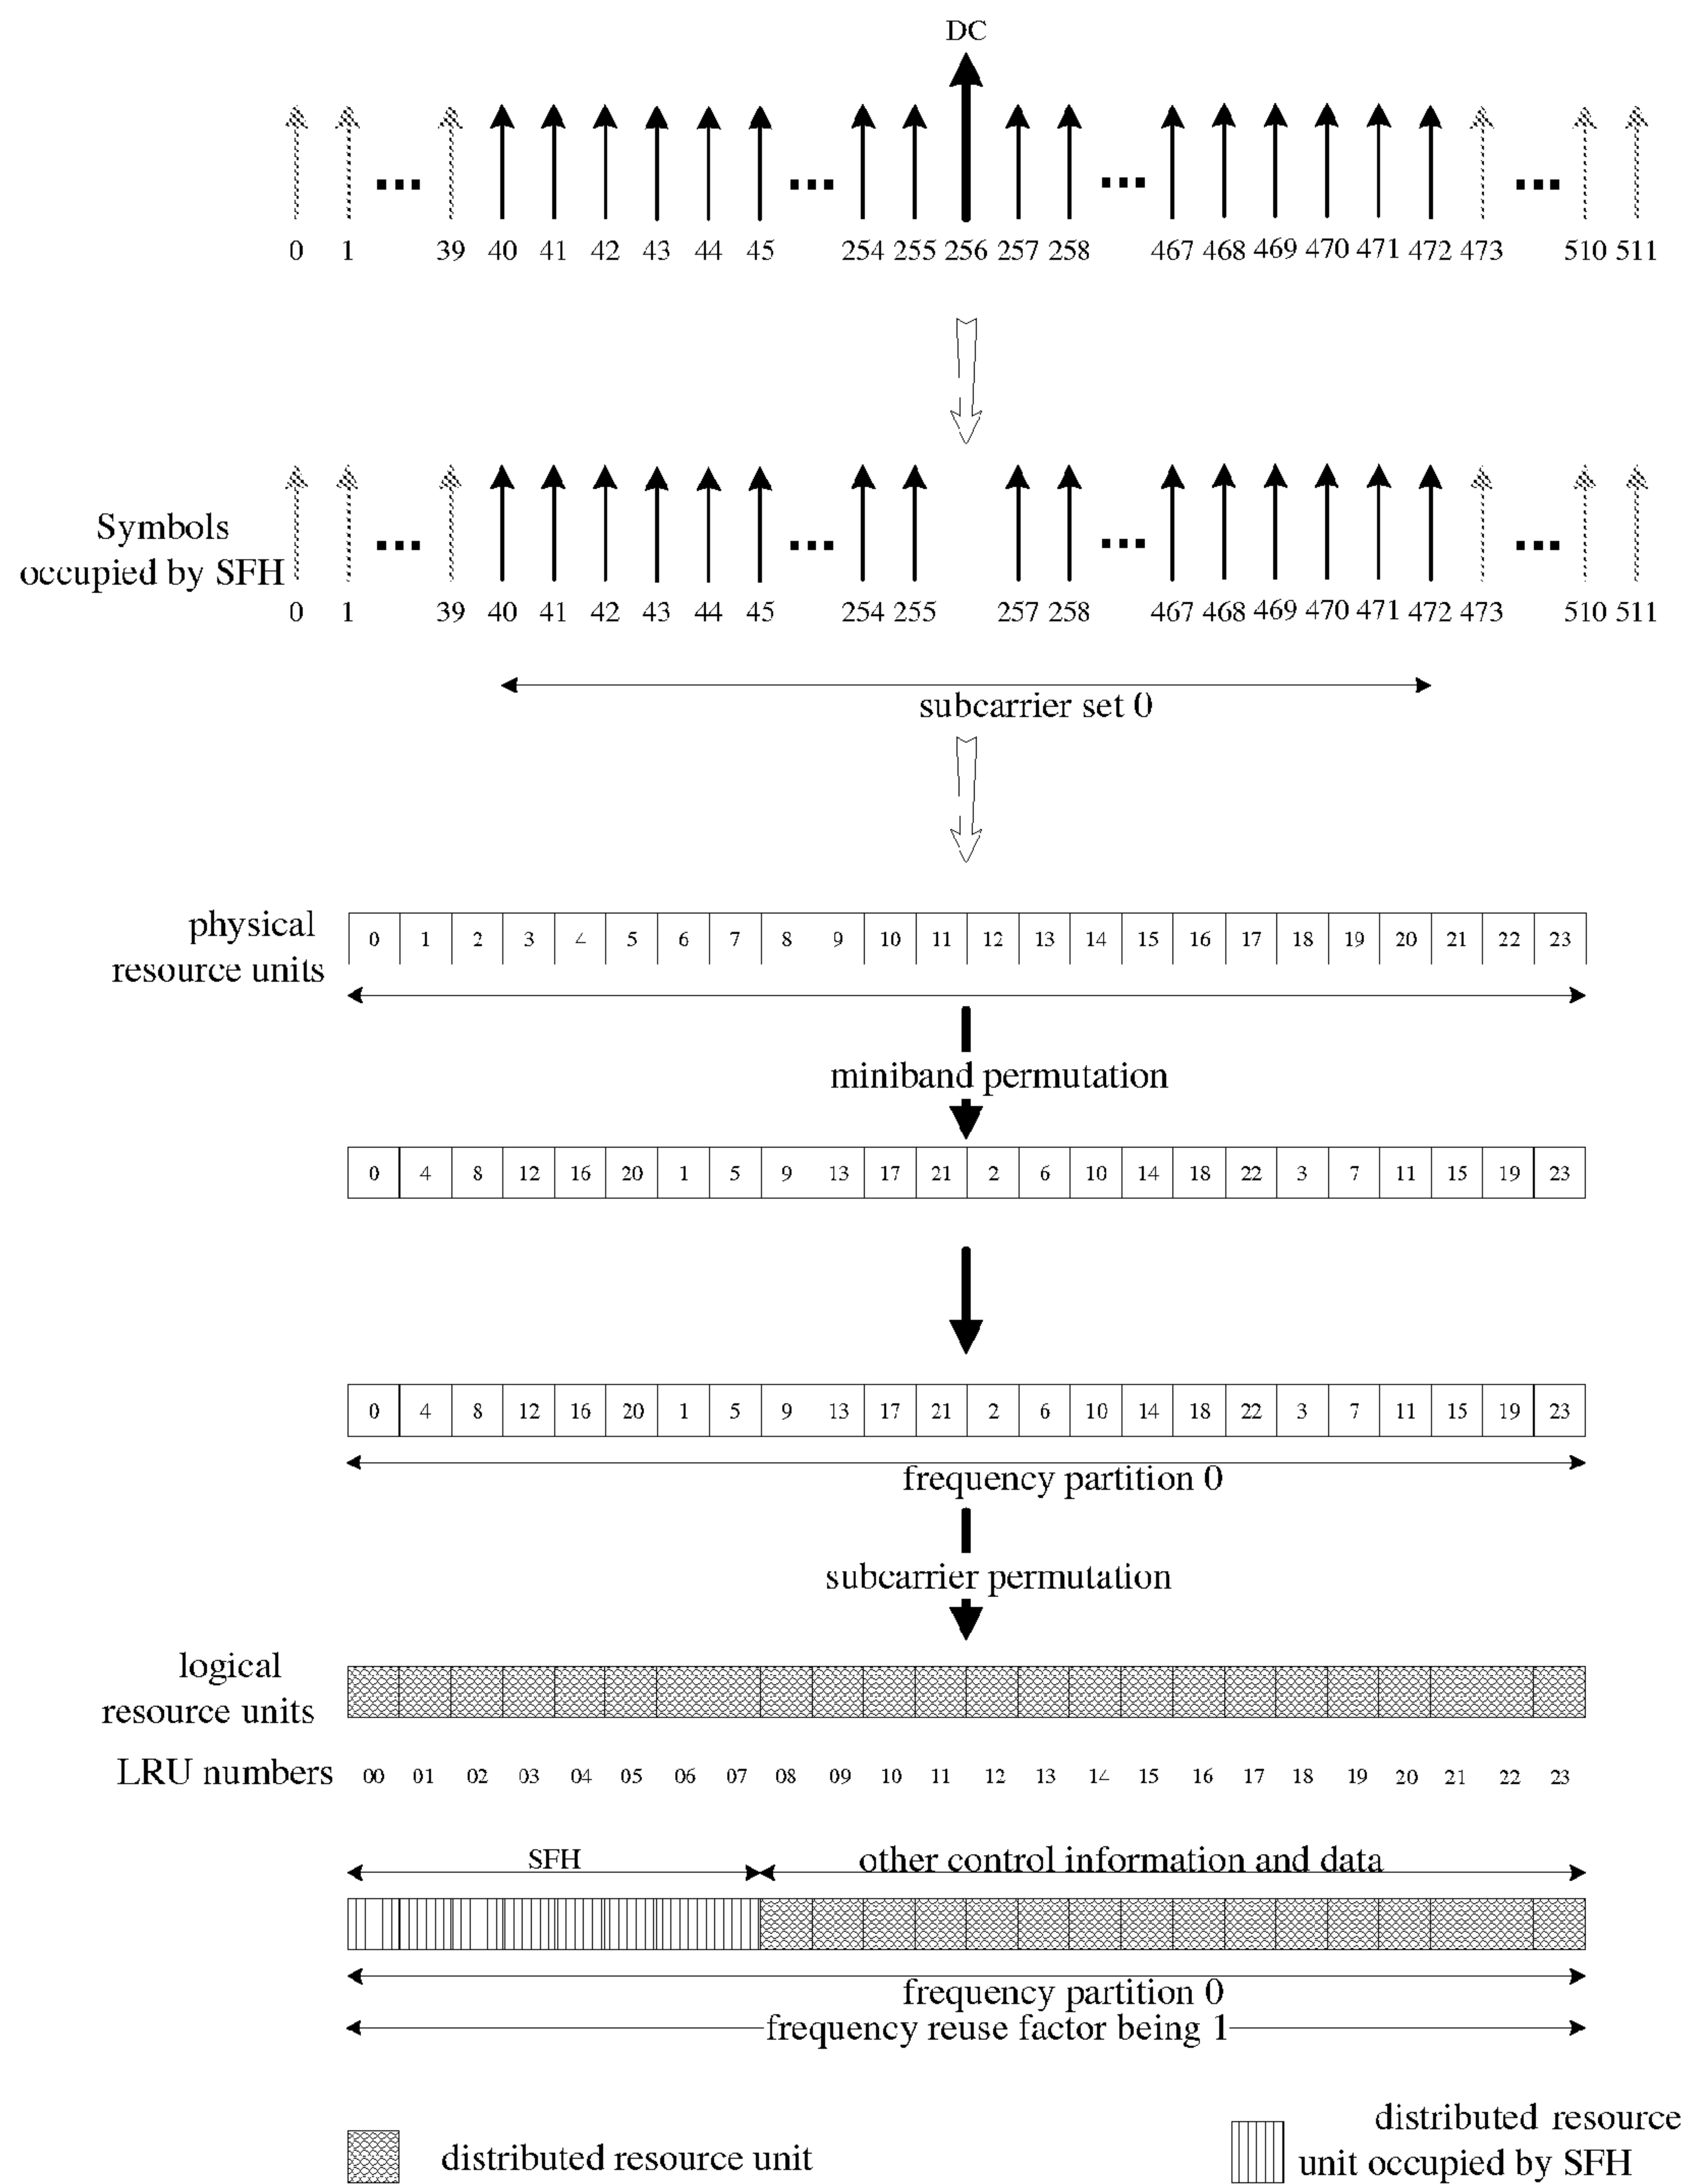 DC
0 1 ... 39 40 41 42 43 44 45 ... 254 255 256 257 258 ... 467 468 469 470 471 472 473 ... 510 511
Symbols
occupied by SFH
0 1 ... 39 40 41 42 43 44 45 ... 254 255 257 258 ... 467 468 469 470 471 472 473 ... 510 511
subcarrier set 0
physical
resource units
0 1 2 3 4 5 6 7 8 9 10 11 12 13 14 15 16 17 18 19 20 21 22 23
miniband permutation
0 4 8 12 16 20 1 5 9 13 17 21 2 6 10 14 18 22 3 7 11 15 19 23
0 4 8 12 16 20 1 5 9 13 17 21 2 6 10 14 18 22 3 7 11 15 19 23
frequency partition 0
subcarrier permutation
logical
resource units
LRU numbers 00 01 02 03 04 05 06 07 08 09 10 11 12 13 14 15 16 17 18 19 20 21 22 23
SFH other control information and data
frequency partition 0
frequency reuse factor being 1
distributed resource unit
distributed resource
unit occupied by SFH